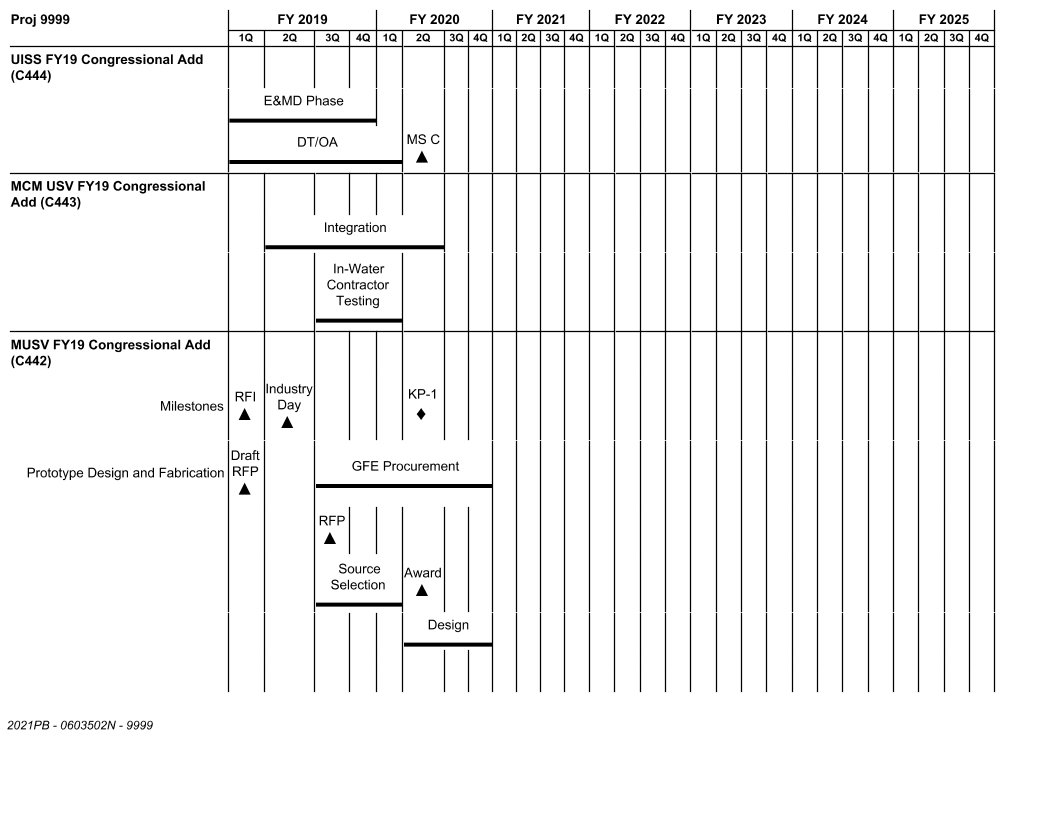 Proj 9999
FY 2019 FY 2020 FY 2021 FY 2022 FY 2023 FY 2024 FY 2025
1Q 2Q 3Q 4Q 1Q 2Q 3Q 4Q 1Q 2Q 3Q 4Q 1Q 2Q 3Q 4Q 1Q 2Q 3Q 4Q 1Q 2Q 3Q 4Q 1Q 2Q 3Q 4Q
UISS FY19 Congressional Add
(C444)
E&MD Phase
DT/OA
MS C
MCM USV FY19 Congressional
Add (C443)
Integration
In-Water
Contractor
Testing
MUSV FY19 Congressional Add
(C442)
Milestones
RFI
Industry
Day
KP-1
Prototype Design and Fabrication
Draft
RFP
GFE Procurement
RFP
Source
Selection
Award
Design
2021PB - 0603502N - 9999